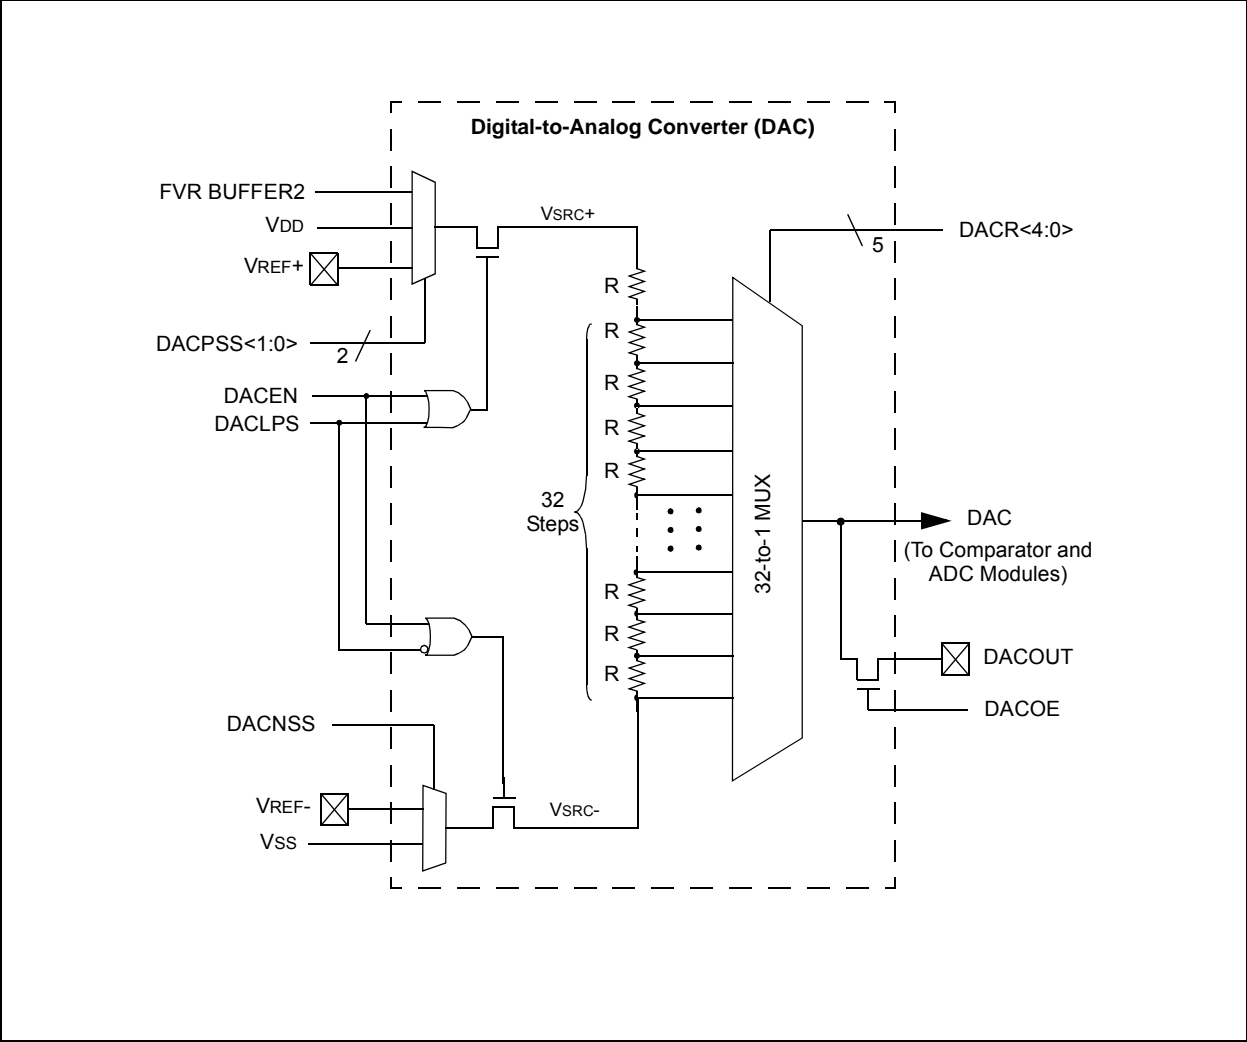 Digital-to-Analog Converter (DAC)
FVR BUFFER2
VDD
VREF+
DACPSS<1:0>
2
DACEN
DACLPS
VSRC+
R
R
R
R
R
32
Steps
R
R
R
32-to-1 MUX
5
DACR<4:0>
DAC
(To Comparator and
ADC Modules)
DACOUT
DACOE
DACNSS
VREF-
VSS
VSRC-